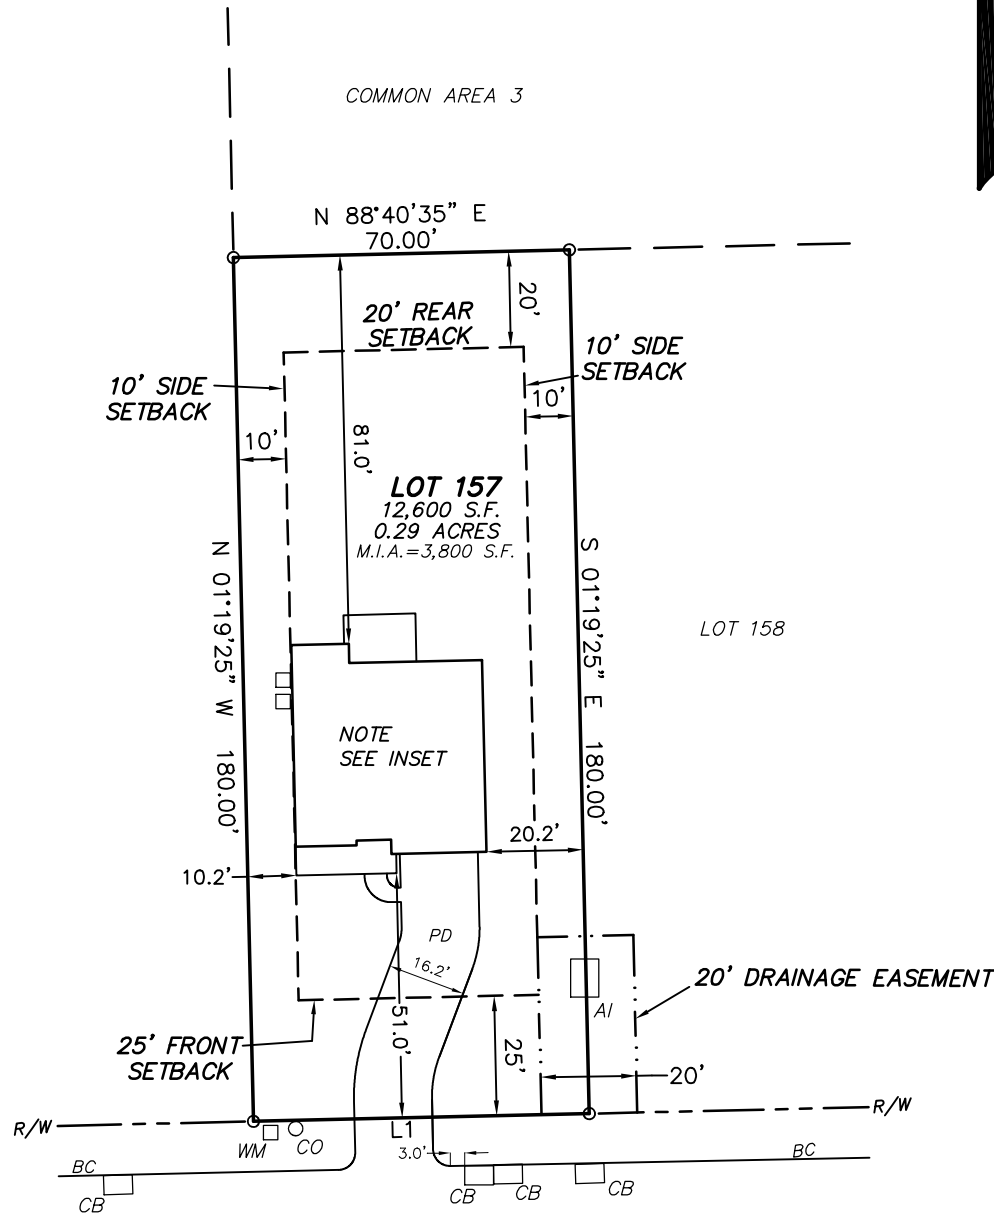 COMMON AREA 3
N 88°40'35" E
70.00'
20' REAR
SETBACK
20'
10' SIDE
SETBACK
10'
10' SIDE
SETBACK
10'
81.0'
LOT 157
12,600 S.F.
0.29 ACRES
M.I.A.=3,800 S.F.
N 01°19'25" W 180.00'
S 01°19'25" E 180.00'
LOT 158
NOTE
SEE INSET
20.2'
10.2'
PD
16.2'
51.0'
25'
AI
20' DRAINAGE EASEMENT
20'
25' FRONT
SETBACK
R/W
R/W
L1
WM
CO
3.0'
BC
BC
CB
CB
CB
CB